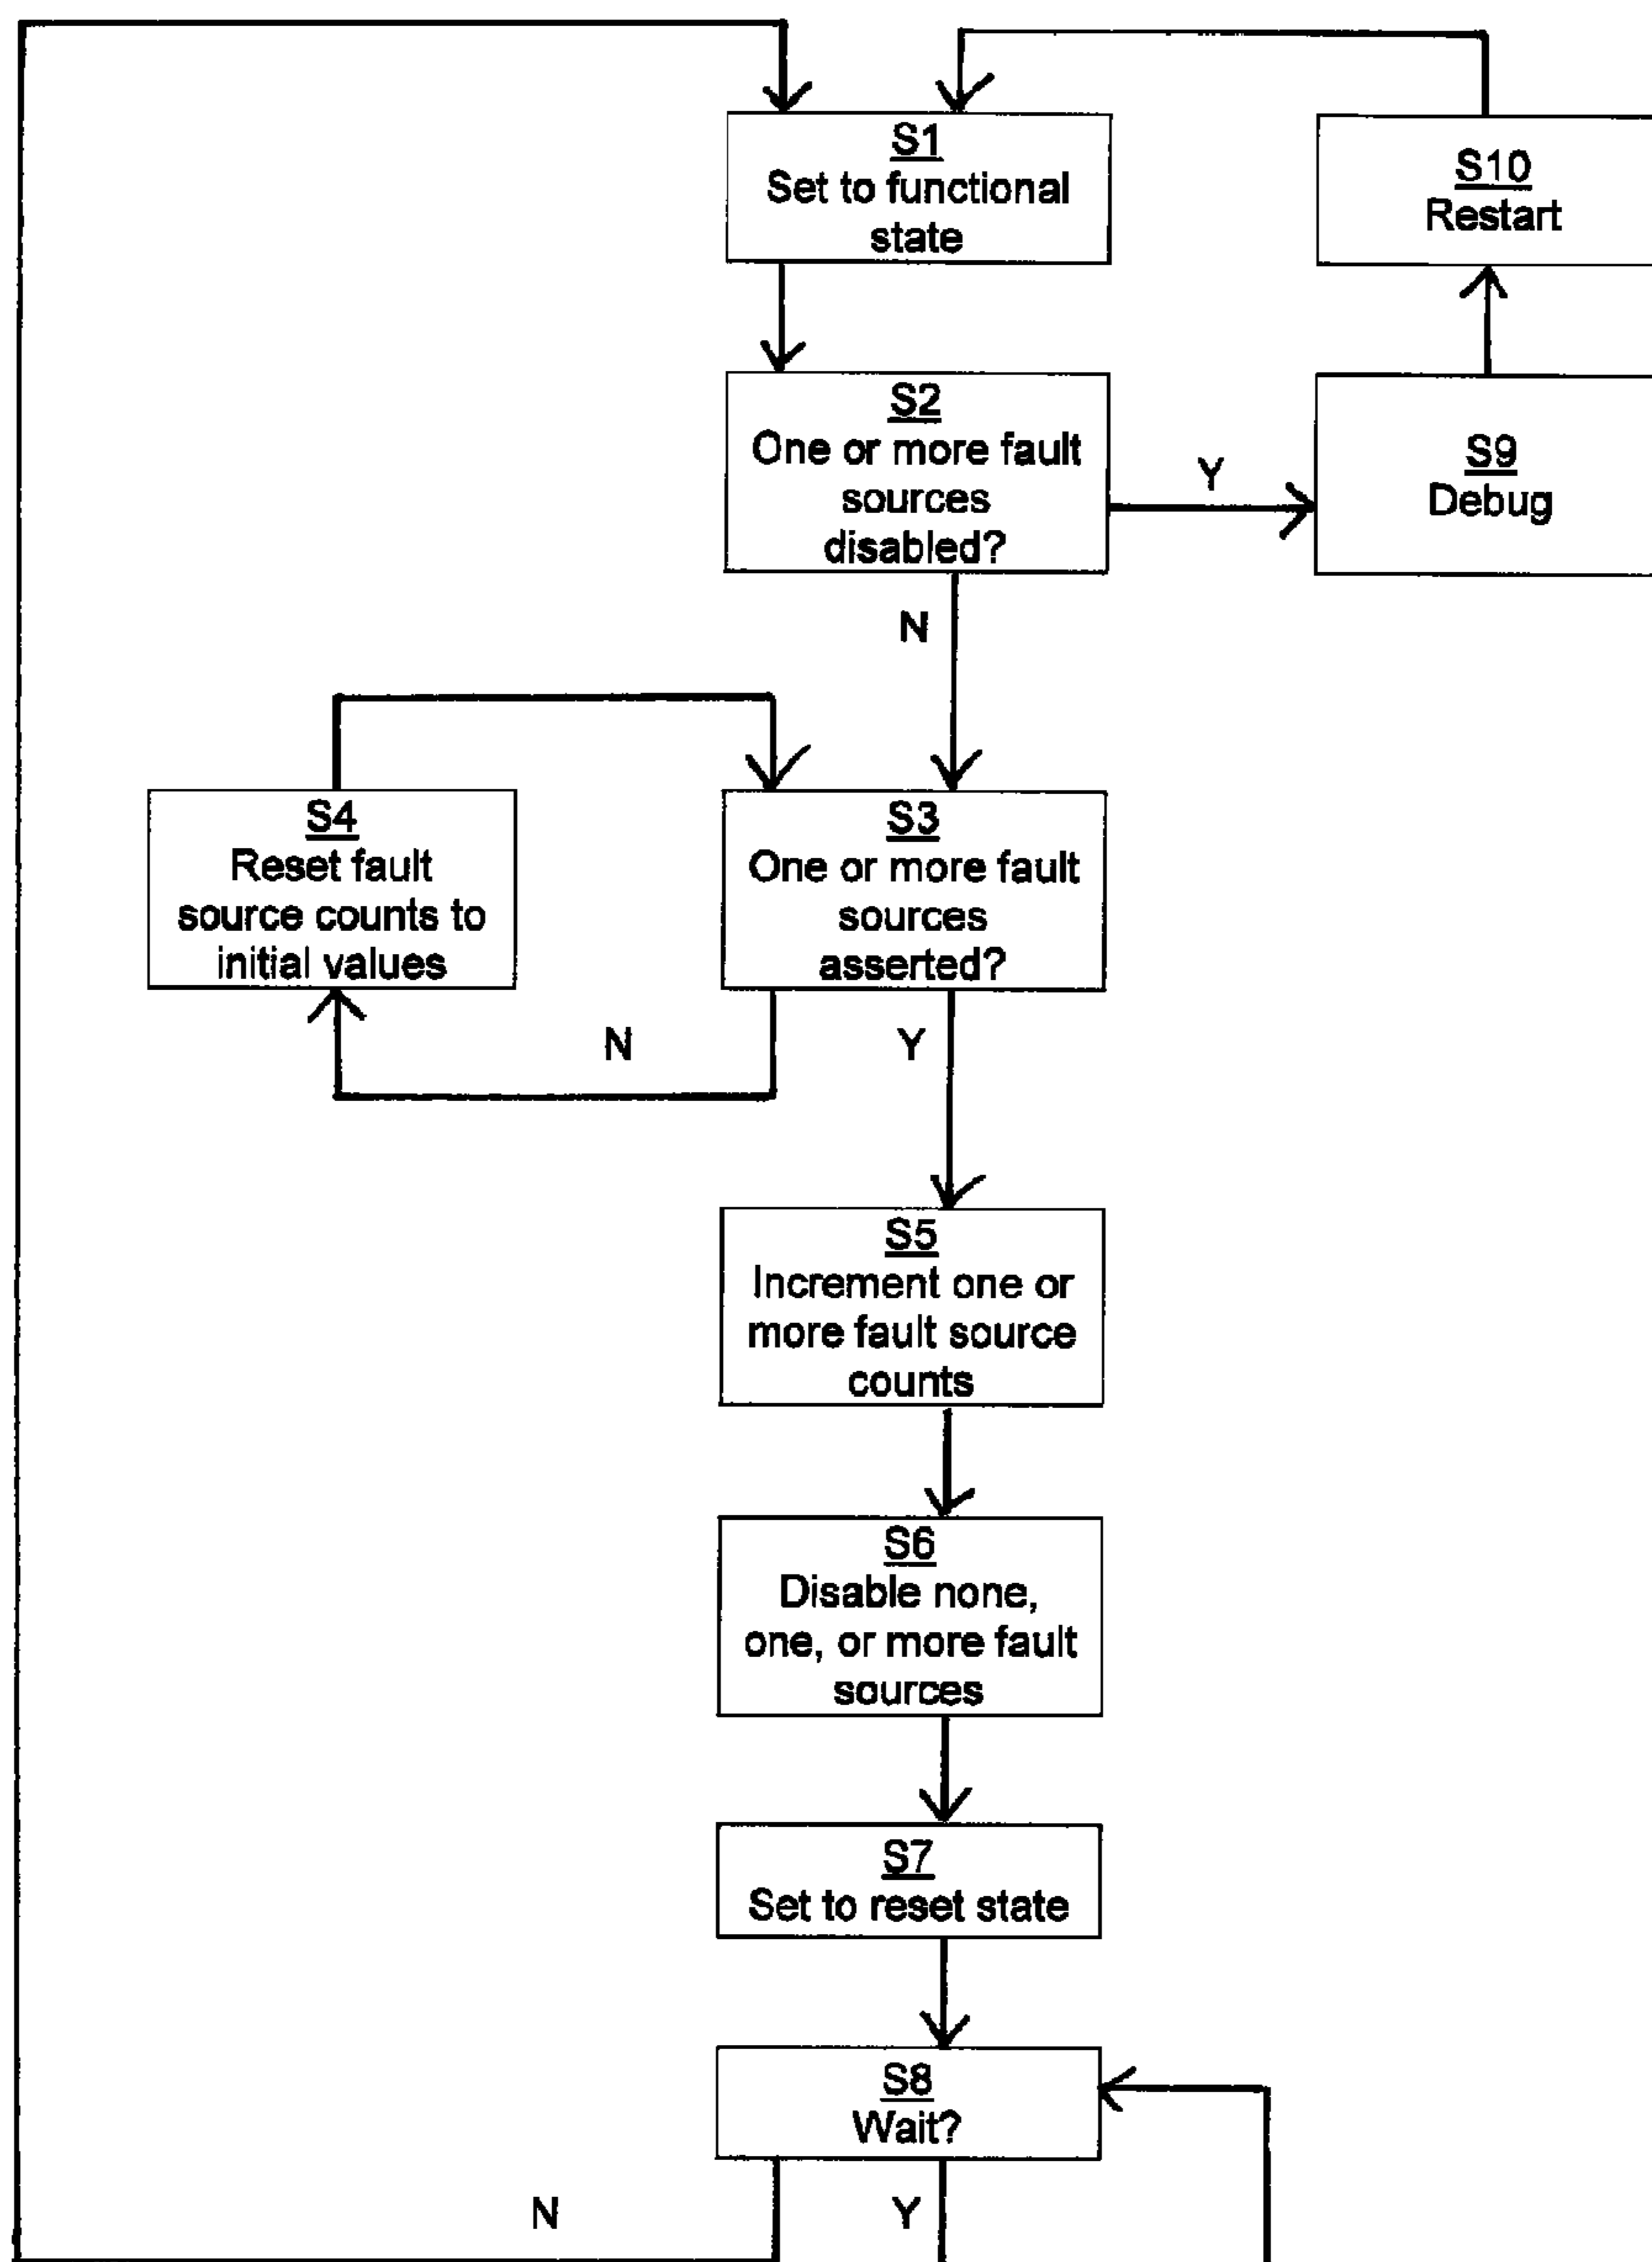 S1
Set to functional
state
S10
Restart
S2
One or more fault
sources
disabled?
Y
S9
Debug
N
S4
Reset fault
source counts to
initial values
S3
One or more fault
sources
asserted?
N
Y
S5
Increment one or
more fault source
counts
S6
Disable none,
one, or more fault
sources
S7
Set to reset state
S8
Wait?
N
Y